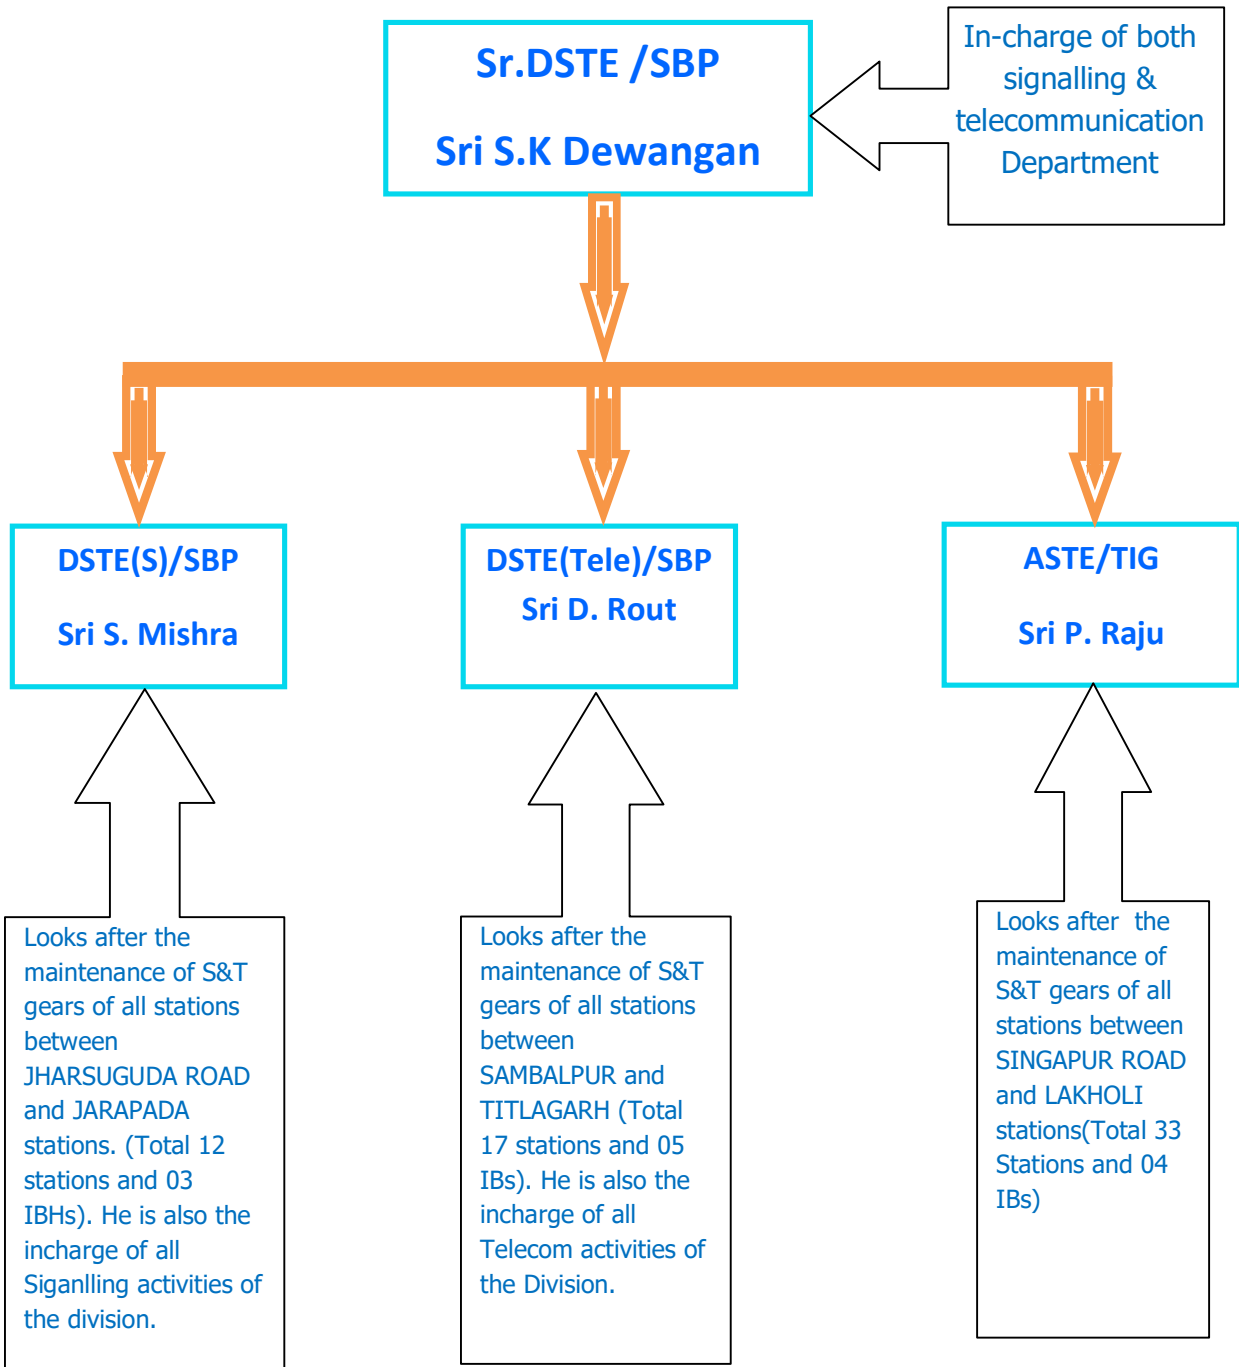 Sr.DSTE /SBP
Sri S.K Dewangan
In-charge of both
signalling &
telecommunication
Department
DSTE(S)/SBP
Sri S. Mishra
DSTE(Tele)/SBP
Sri D. Rout
ASTE/TIG
Sri P. Raju
Looks after the
maintenance of S&T
gears of all stations
between
JHARSUGUDA ROAD
and JARAPADA
stations. (Total 12
stations and 03
IBHs). He is also the
incharge of all
Siganlling activities of
the division.
Looks after the
maintenance of S&T
gears of all stations
between
SAMBALPUR and
TITLAGARH (Total
17 stations and 05
IBs). He is also the
incharge of all
Telecom activities of
the Division.
Looks after  the
maintenance of
S&T gears of all
stations between
SINGAPUR ROAD
and LAKHOLI
stations(Total 33
Stations and 04
IBs)